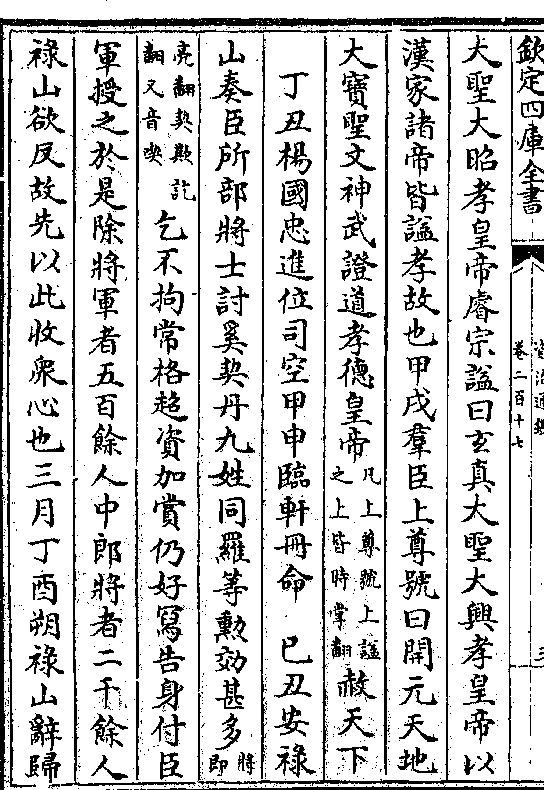 欽定四庫全書
資治通鑑
卷二百十七
大聖大昭孝皇帝睿宗諡曰玄真大聖大興孝皇帝以
漢家諸帝皆諡孝故也甲戌羣臣上尊號曰開元天地
大寶聖文神武證道孝德皇帝凡上尊號上諡之上皆時掌翻赦天下
丁丑楊國忠進位司空甲申臨軒冊命　巳丑安祿
山奏臣所部將士討奚契丹九姓同羅等勲効甚多將即
亮翻契欺訖翻又音喫乞不拘常格超資加賞仍好寫告身付臣
軍授之於是除將軍者五百餘人中郎將者二千餘人
祿山欲反故先以此收衆心也三月丁酉朔祿山辭歸